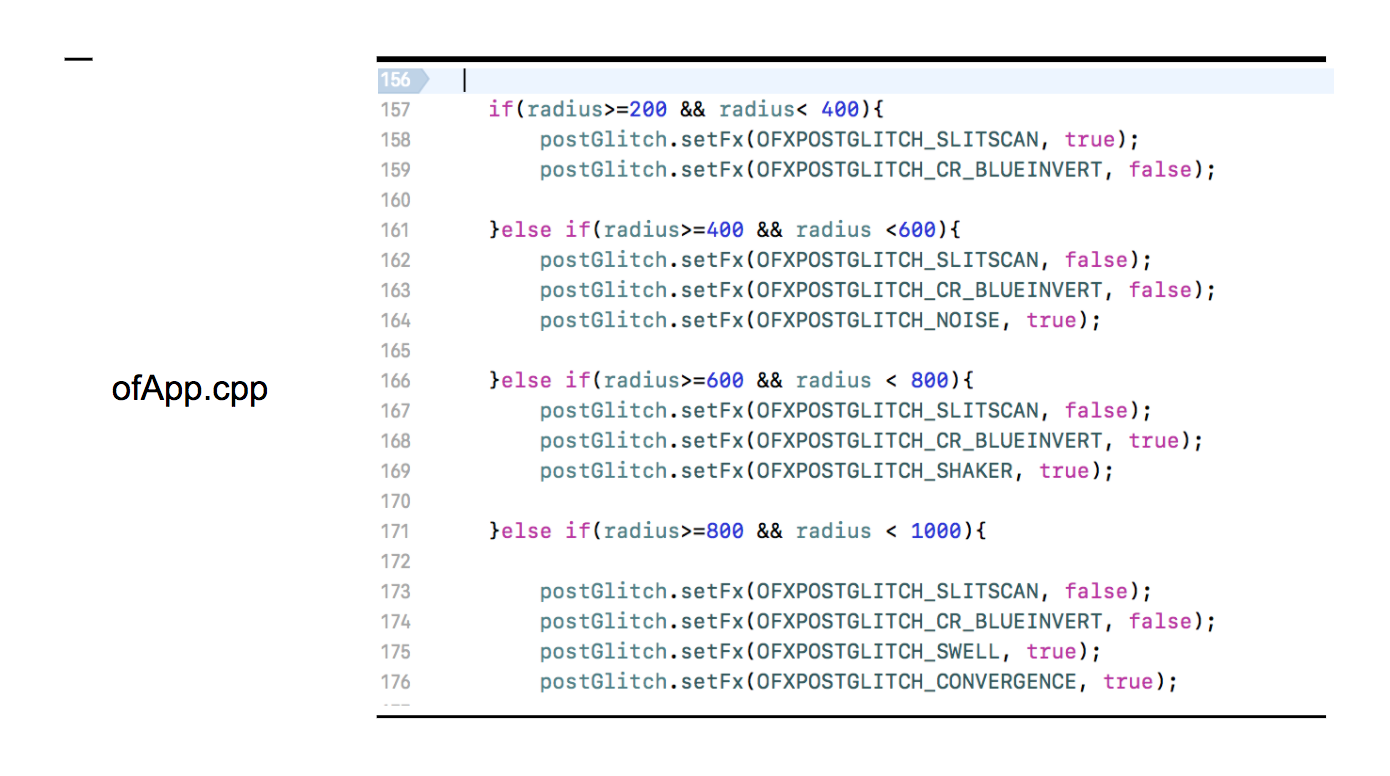 ofApp.cpp
156
157 if(radius>=200 && radius< 400){
158 postGlitch.setFx(OFXPOSTGLITCH_SLITSCAN, true);
159 postGlitch.setFx(OFXPOSTGLITCH_CR_BLUEINVERT, false);
160
161 }else if(radius>=400 && radius <600){
162 postGlitch.setFx(OFXPOSTGLITCH_SLITSCAN, false);
163 postGlitch.setFx(OFXPOSTGLITCH_CR_BLUEINVERT, false);
164 postGlitch.setFx(OFXPOSTGLITCH_NOISE, true);
165
166 }else if(radius>=600 && radius < 800){
167 postGlitch.setFx(OFXPOSTGLITCH_SLITSCAN, false);
168 postGlitch.setFx(OFXPOSTGLITCH_CR_BLUEINVERT, true);
169 postGlitch.setFx(OFXPOSTGLITCH_SHAKER, true);
170
171 }else if(radius>=800 && radius < 1000){
172
173 postGlitch.setFx(OFXPOSTGLITCH_SLITSCAN, false);
174 postGlitch.setFx(OFXPOSTGLITCH_CR_BLUEINVERT, false);
175 postGlitch.setFx(OFXPOSTGLITCH_SWELL, true);
176 postGlitch.setFx(OFXPOSTGLITCH_CONVERGENCE, true);